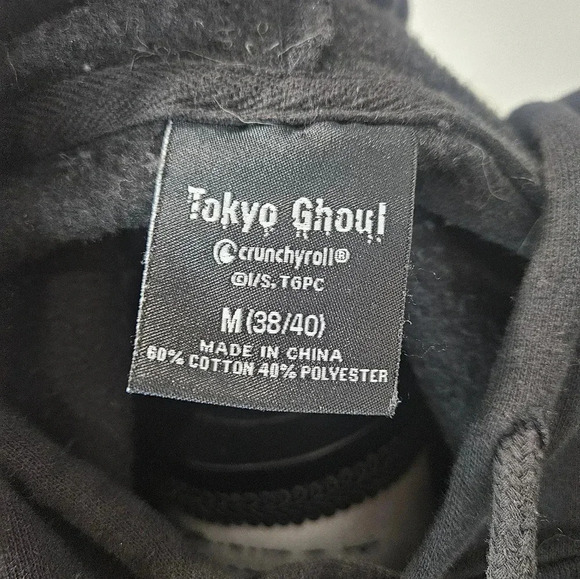 Tokyo Ghoul
crunchyroll®
©I/S, TGPC
M (38/40)
MADE IN CHINA
60% COTTON 40% POLYESTER